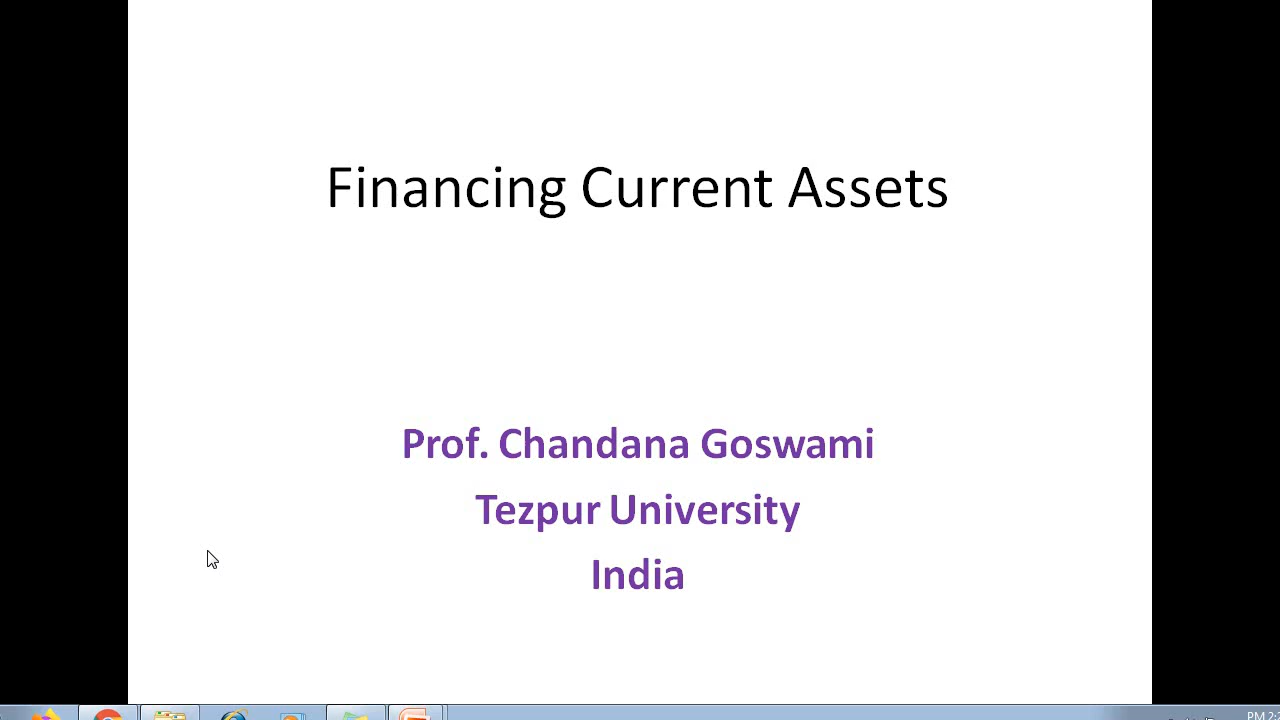 Financing Current Assets
Prof. Chandana Goswami
Tezpur University
India